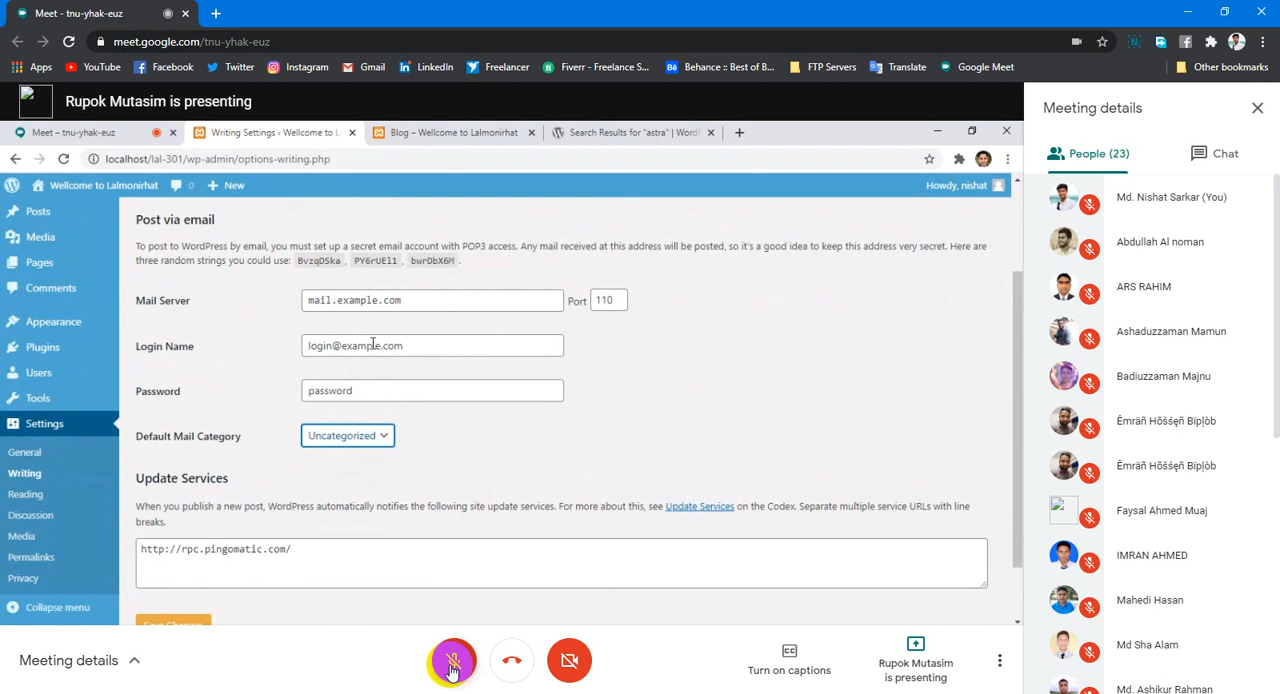 Meet - tnu-yhak-euz
meet.google.com/tnu-yhak-euz
Apps YouTube Facebook Twitter Instagram Gmail LinkedIn Freelancer Fiverr - Freelance S... Behance :: Best of B... FTP Servers Translate Google Meet Other bookmarks
Rupok Mutasim is presenting
Meet – tnu-yhak-euz
Writing Settings ‹ Wellcome to L
Blog – Wellcome to Lalmonirhat
Search Results for "astra" | Word
localhost/lal-301/wp-admin/options-writing.php
Wellcome to Lalmonirhat 0 New
Howdy, nishat
Posts
Media
Pages
Comments
Appearance
Plugins
Users
Tools
Settings
General
Writing
Reading
Discussion
Media
Permalinks
Privacy
Collapse menu
Post via email
To post to WordPress by email, you must set up a secret email account with POP3 access. Any mail received at this address will be posted, so it's a good idea to keep this address very secret. Here are
three random strings you could use: BvzqDSka , PY6rUEl1 , bwrDbX6M .
Mail Server mail.example.com Port 110
Login Name login@example.com
Password password
Default Mail Category Uncategorized
Update Services
When you publish a new post, WordPress automatically notifies the following site update services. For more about this, see Update Services on the Codex. Separate multiple service URLs with line
breaks.
http://rpc.pingomatic.com/
Save Changes
Meeting details
Turn on captions
Rupok Mutasim
is presenting
Meeting details
People (23)
Chat
Md. Nishat Sarkar (You)
Abdullah Al noman
ARS RAHIM
Ashaduzzaman Mamun
Badiuzzaman Majnu
Êmräñ Hõšśęñ Bïp̣ḷòb
Êmräñ Hõšśęñ Bïp̣ḷòb
Faysal Ahmed Muaj
IMRAN AHMED
Mahedi Hasan
Md Sha Alam
Md. Ashikur Rahman